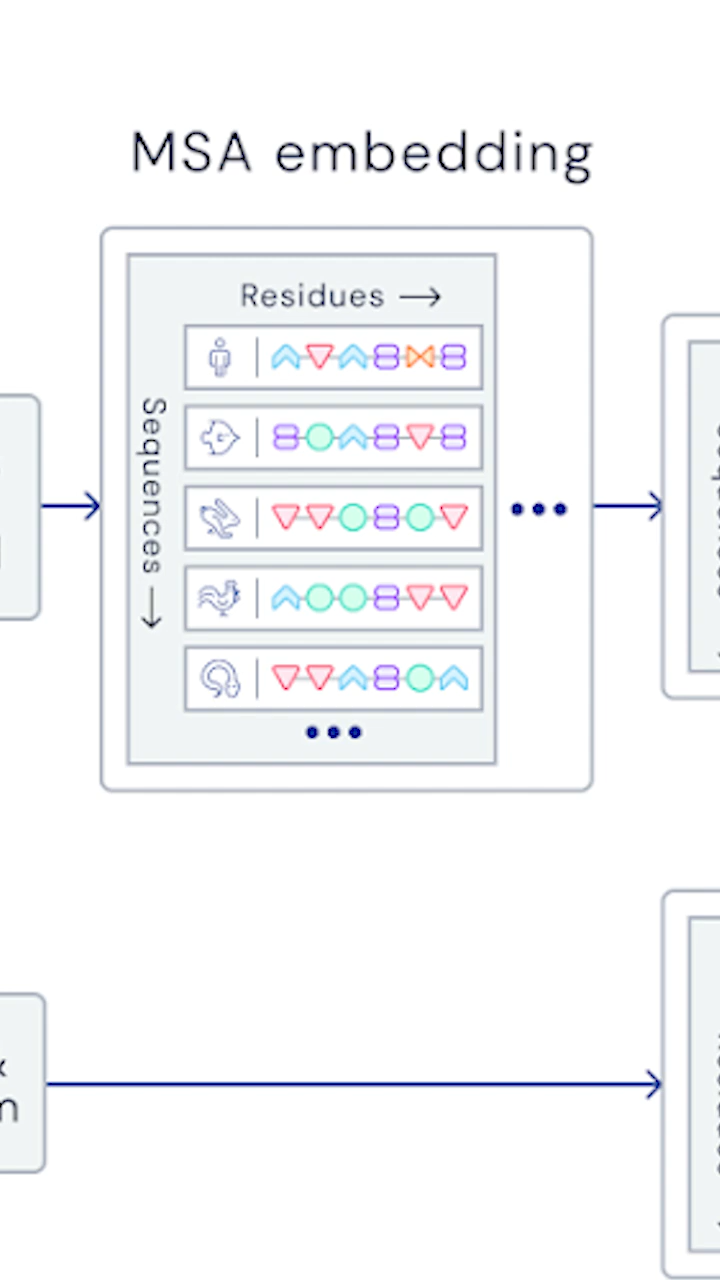 MSA embedding
Residues →
Sequences →